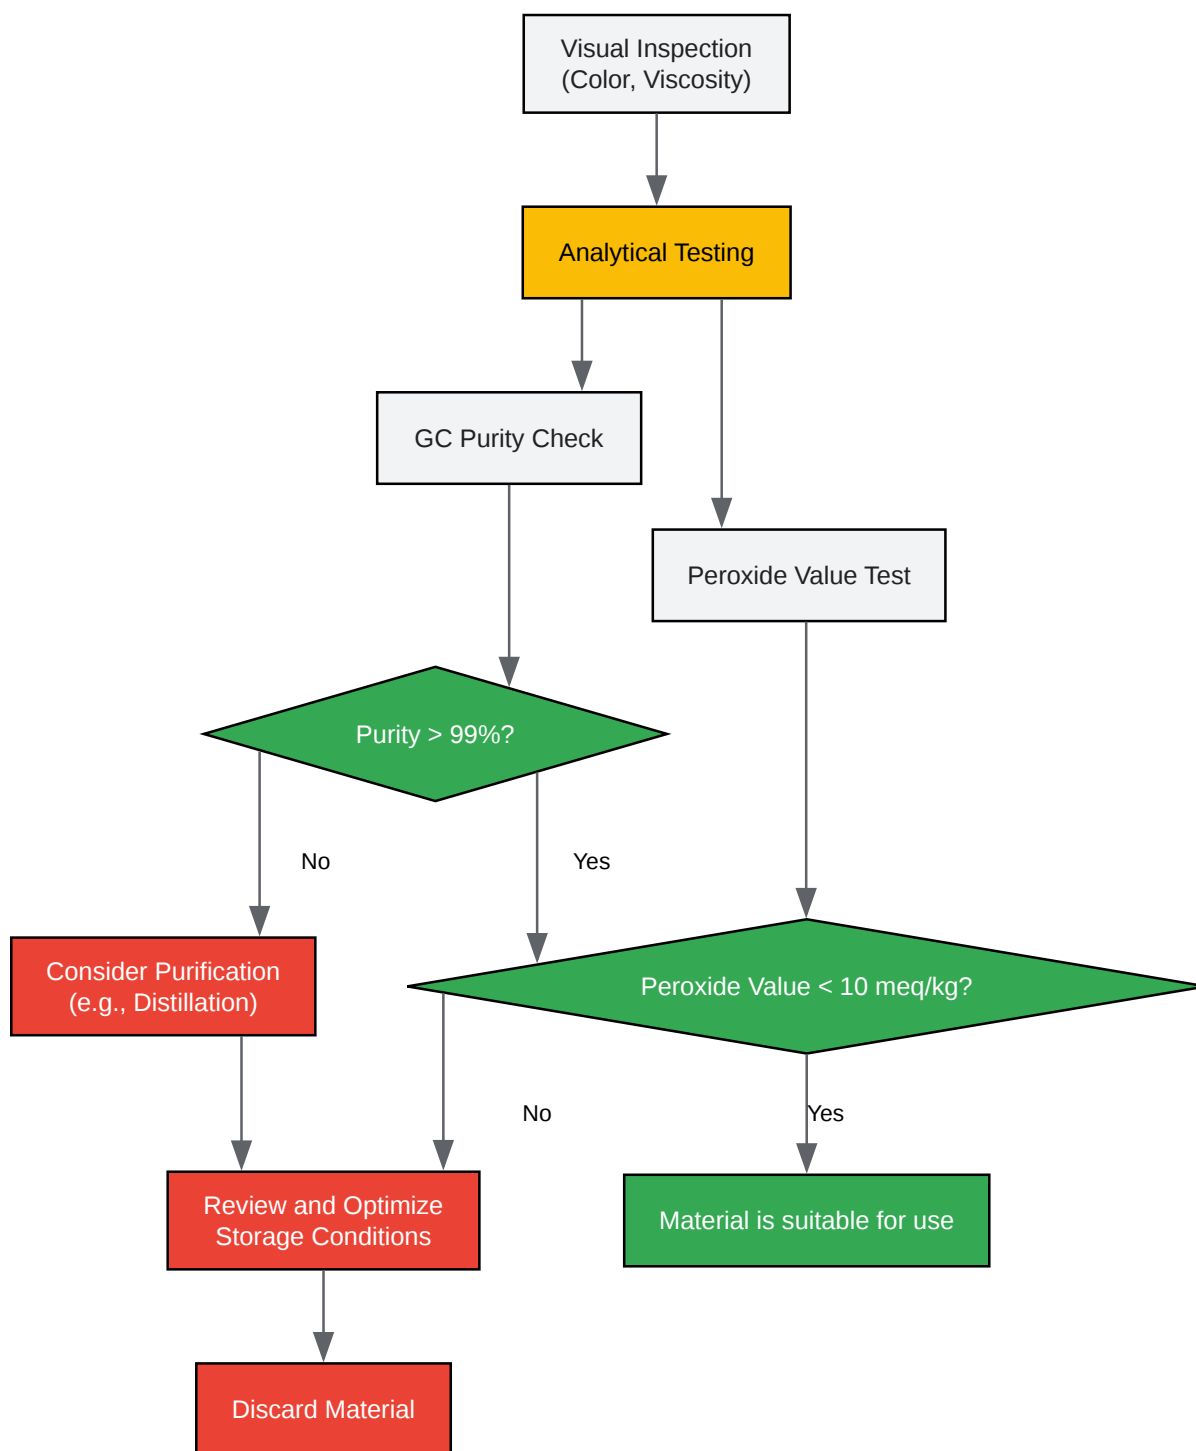 Visual Inspection
(Color, Viscosity)
Analytical Testing
GC Purity Check
Peroxide Value Test
Purity > 99%?
No
Yes
Consider Purification
(e.g., Distillation)
Peroxide Value < 10 meq/kg?
No
Yes
Review and Optimize
Storage Conditions
Material is suitable for use
Discard Material